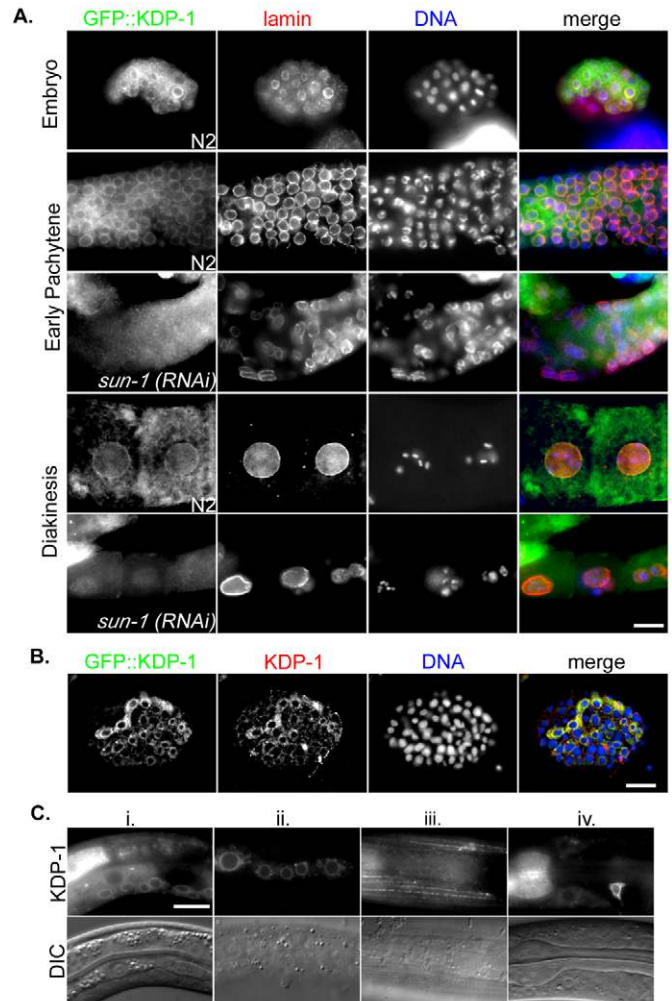 A.
GFP::KDP-1 lamin DNA merge
Embryo
N2
Early Pachytene
N2
sun-1 (RNAi)
Diakinesis
N2
sun-1 (RNAi)
B.
GFP::KDP-1 KDP-1 DNA merge
C.
i. ii. iii. iv.
KDP-1
DIC